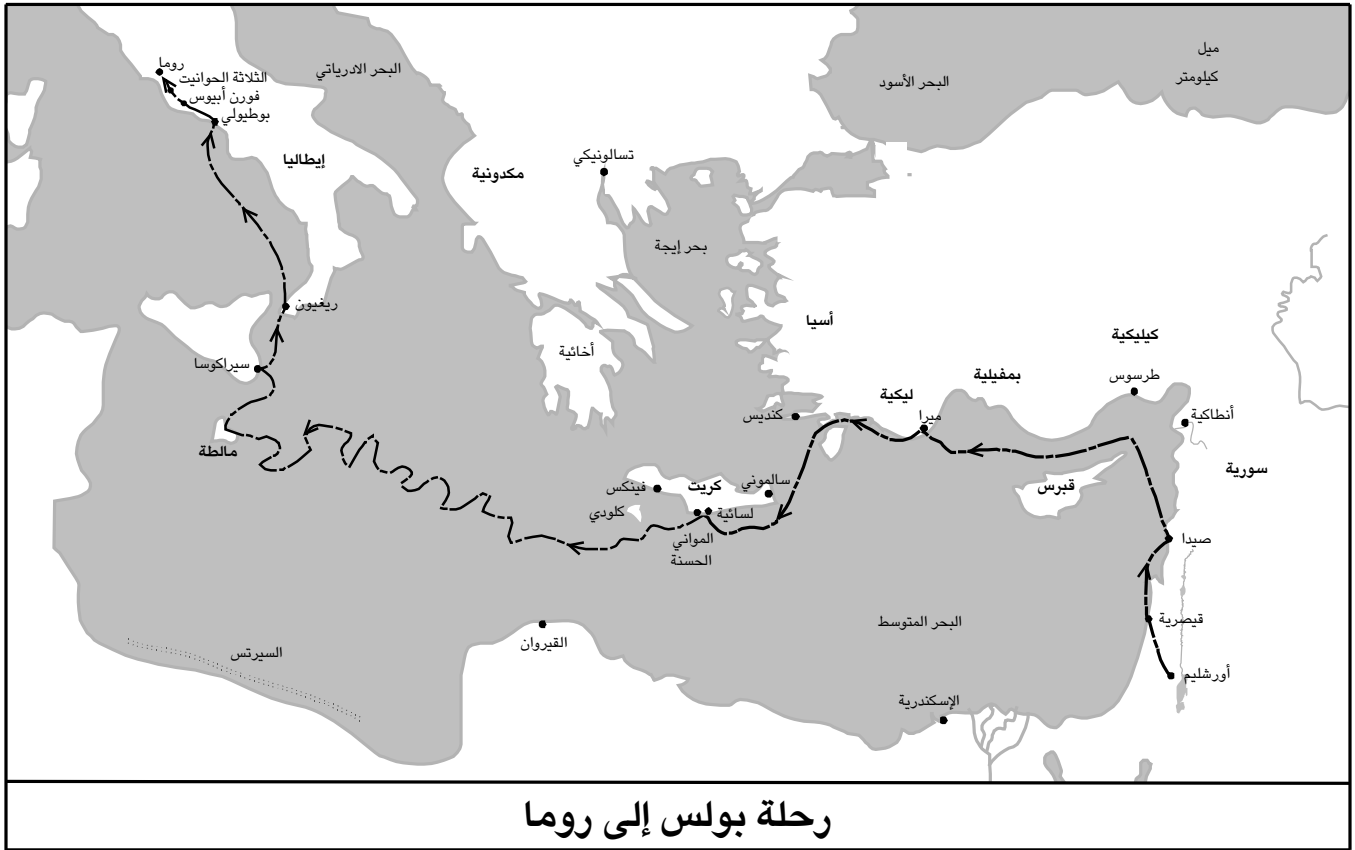 ميل
كيلومتر
البحر الأسود
البحر الادرياتي
روما
الثلاثة الحوانيت
فورن أبيوس
بوطيولي
إيطاليا
مكدونية
تسالونيكي
بحر إيجة
ريغيون
أسيا
أخائية
سيراكوسا
كيليكية
طرسوس
بمفيلية
ليكية
ميرا
كنديس
أنطاكية
سورية
مالطة
قبرس
سالموني
كريت
فينكس
لسائية
كلودي
المواني
الحسنة
صيدا
قيصرية
البحر المتوسط
القيروان
السيرتس
أورشليم
الإسكندرية
رحلة بولس إلى روما